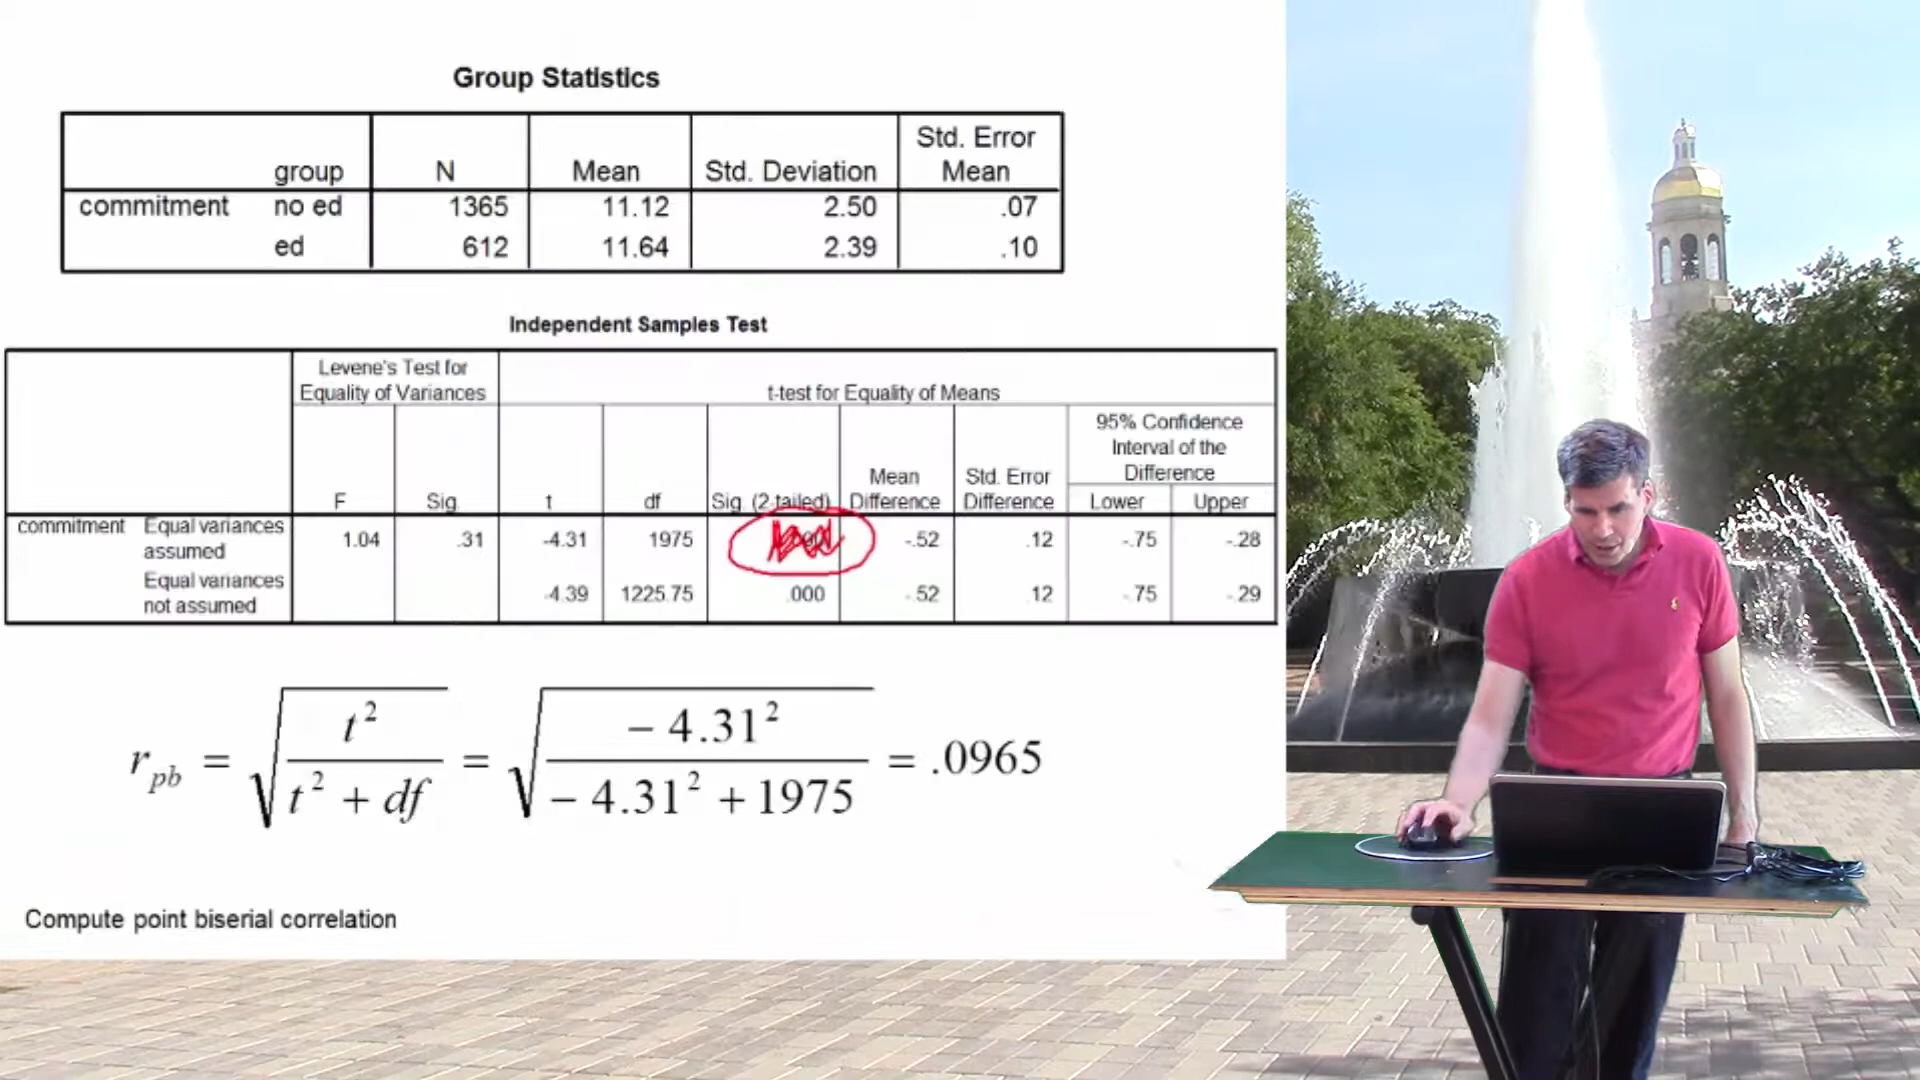 Group Statistics
group N Mean Std. Deviation Std. Error Mean
commitment no ed 1365 11.12 2.50 .07
ed 612 11.64 2.39 .10
Independent Samples Test
Levene's Test for Equality of Variances
t-test for Equality of Means
95% Confidence Interval of the Difference
F Sig. t df Sig. (2-tailed) Mean Difference Std. Error Difference Lower Upper
commitment Equal variances assumed 1.04 .31 -4.31 1975 -.52 .12 -.75 -.28
Equal variances not assumed -4.39 1225.75 .000 -.52 .12 -.75 -.29
r_pb = √(t² / (t² + df)) = √(-4.31² / (-4.31² + 1975)) = .0965
Compute point biserial correlation